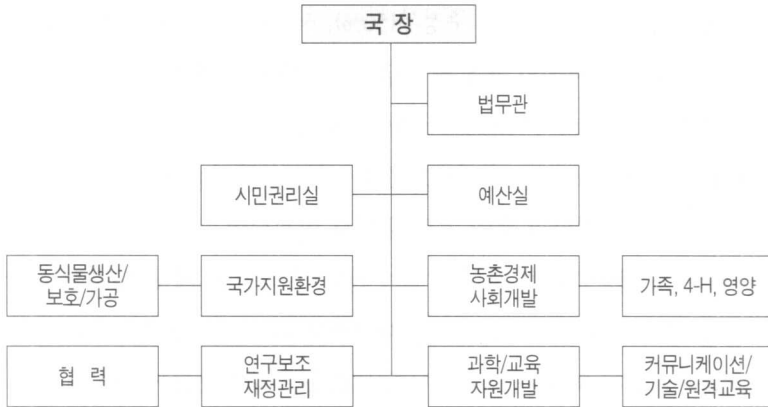 국 장
법무관
시민권리실
예산실
동식물생산/
보호/가공
국가지원환경
농촌경제
사회개발
가족, 4-H, 영양
협 력
연구보조
재정관리
과학/교육
자원개발
커뮤니케이션/
기술/원격교육